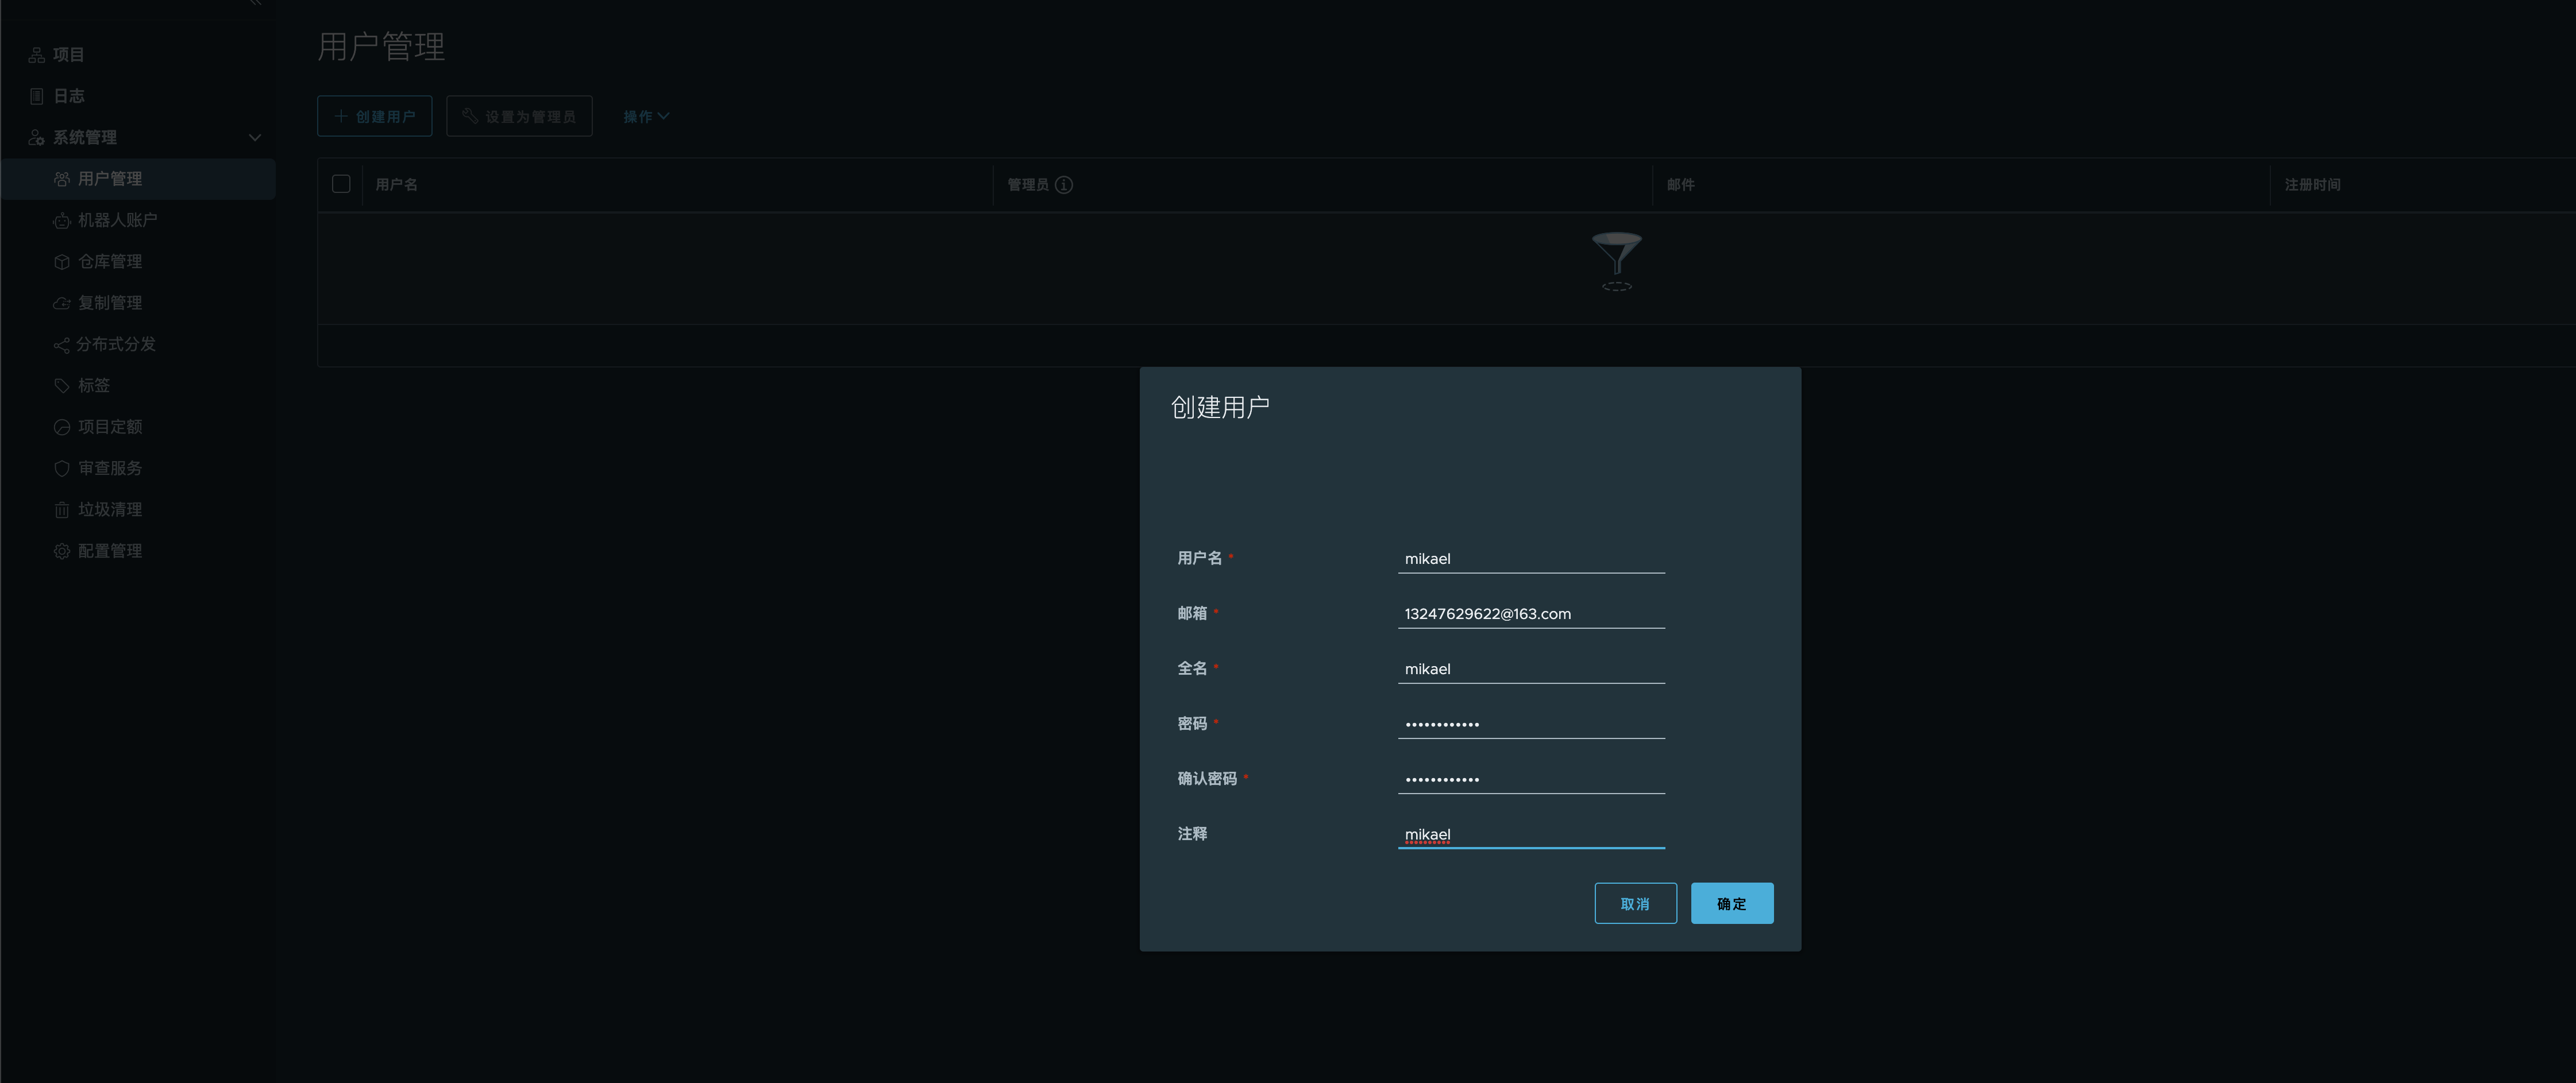 用户管理
项目
日志
系统管理
用户管理
机器人账户
仓库管理
复制管理
分布式分发
标签
项目定额
审查服务
垃圾清理
配置管理
创建用户
设置为管理员
操作
用户名
管理员
邮件
注册时间
创建用户
用户名 * mikael
邮箱 * 13247629622@163.com
全名 * mikael
密码 * ••••••••••••
确认密码 * ••••••••••••
注释 mikael
取消
确定